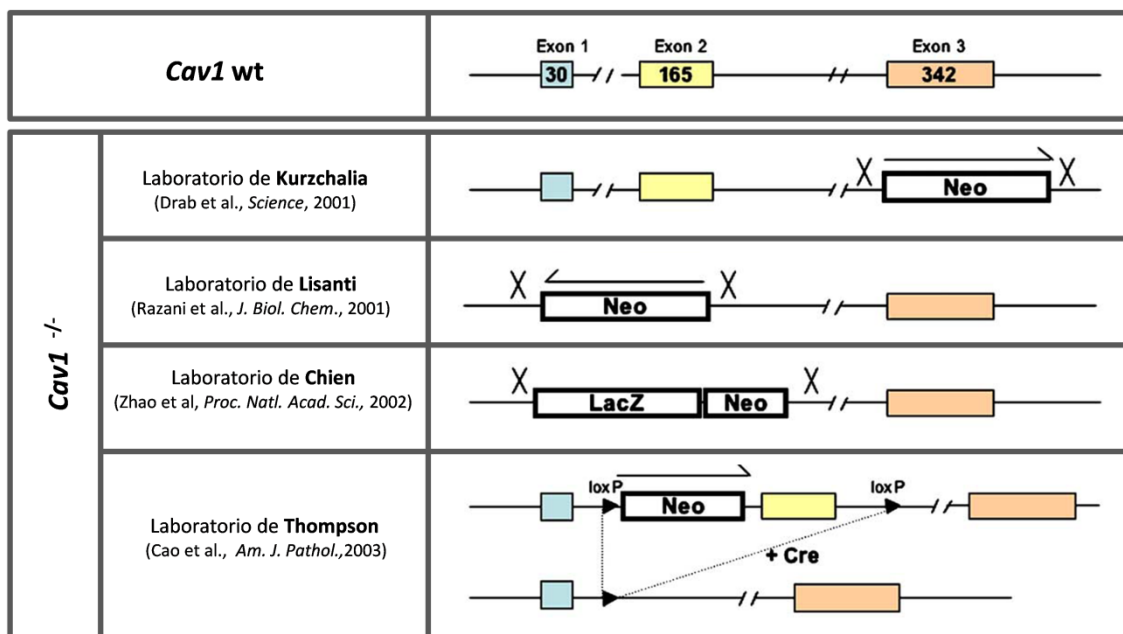 Cav1 wt
Exon 1 Exon 2 Exon 3
30 165 342
Cav1 -/-
Laboratorio de Kurzchalia
(Drab et al., Science, 2001)
Neo
Laboratorio de Lisanti
(Razani et al., J. Biol. Chem., 2001)
Neo
Laboratorio de Chien
(Zhao et al, Proc. Natl. Acad. Sci., 2002)
LacZ Neo
Laboratorio de Thompson
(Cao et al., Am. J. Pathol.,2003)
loxP loxP
Neo
+ Cre